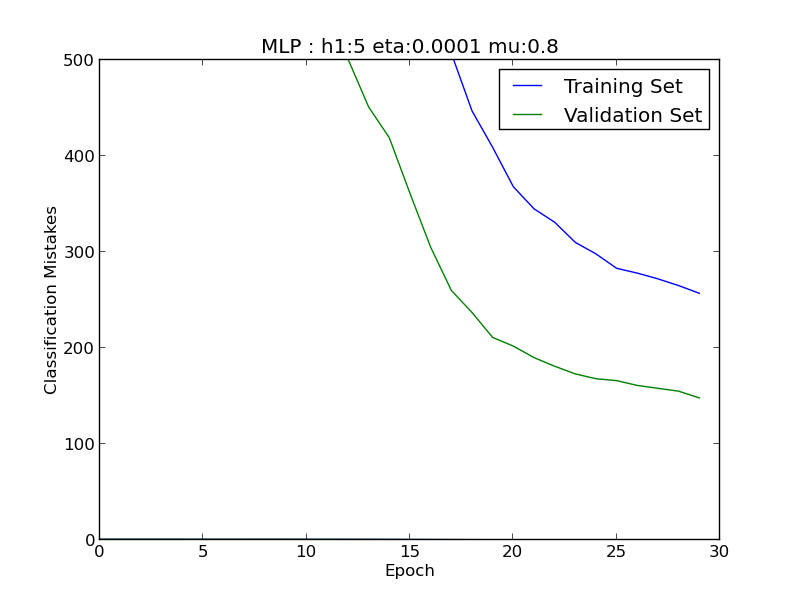 MLP : h1:5 eta:0.0001 mu:0.8
500
400
300
200
100
0
Classification Mistakes
Training Set
Validation Set
0 5 10 15 20 25 30
Epoch